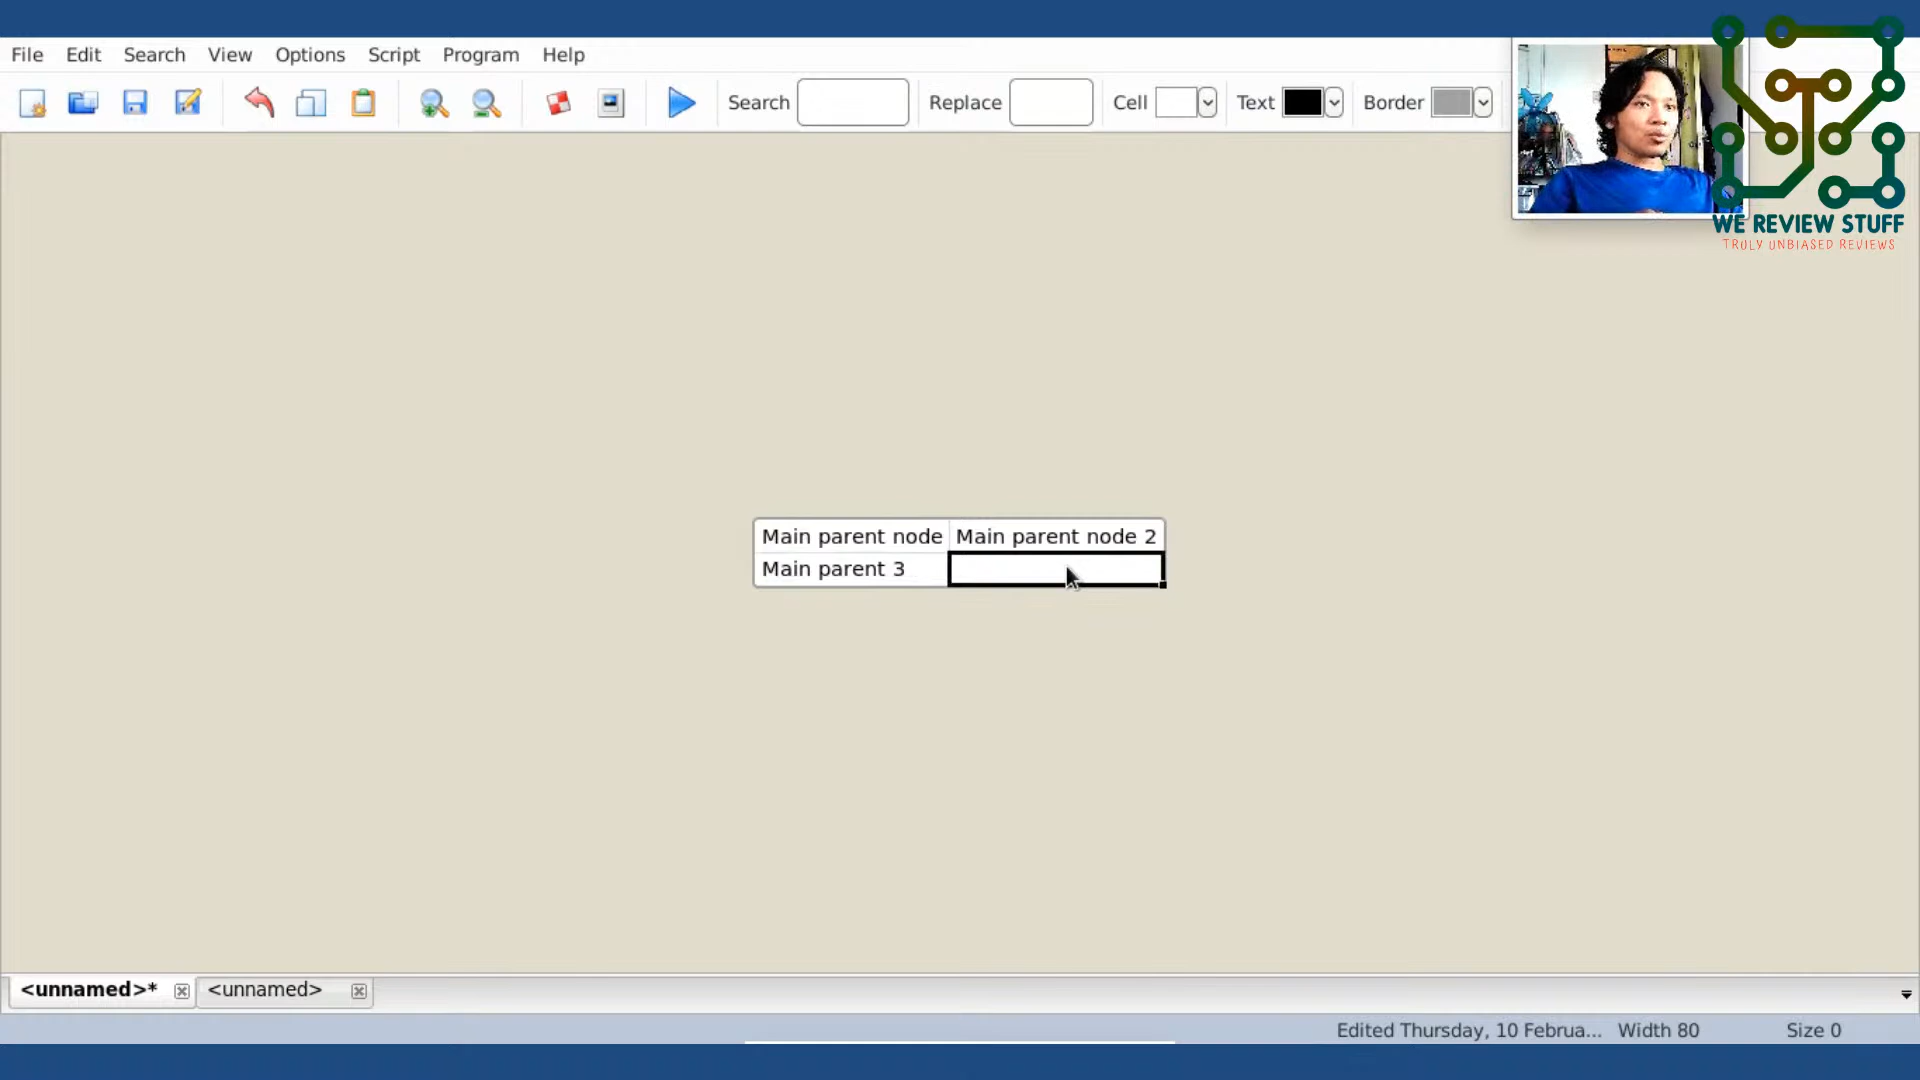 File Edit Search View Options Script Program Help
Search Replace Cell Text Border
WE REVIEW STUFF
TRULY UNBIASED REVIEWS
Main parent node Main parent node 2
Main parent 3
<unnamed>* <unnamed>
Edited Thursday, 10 Februa... Width 80 Size 0